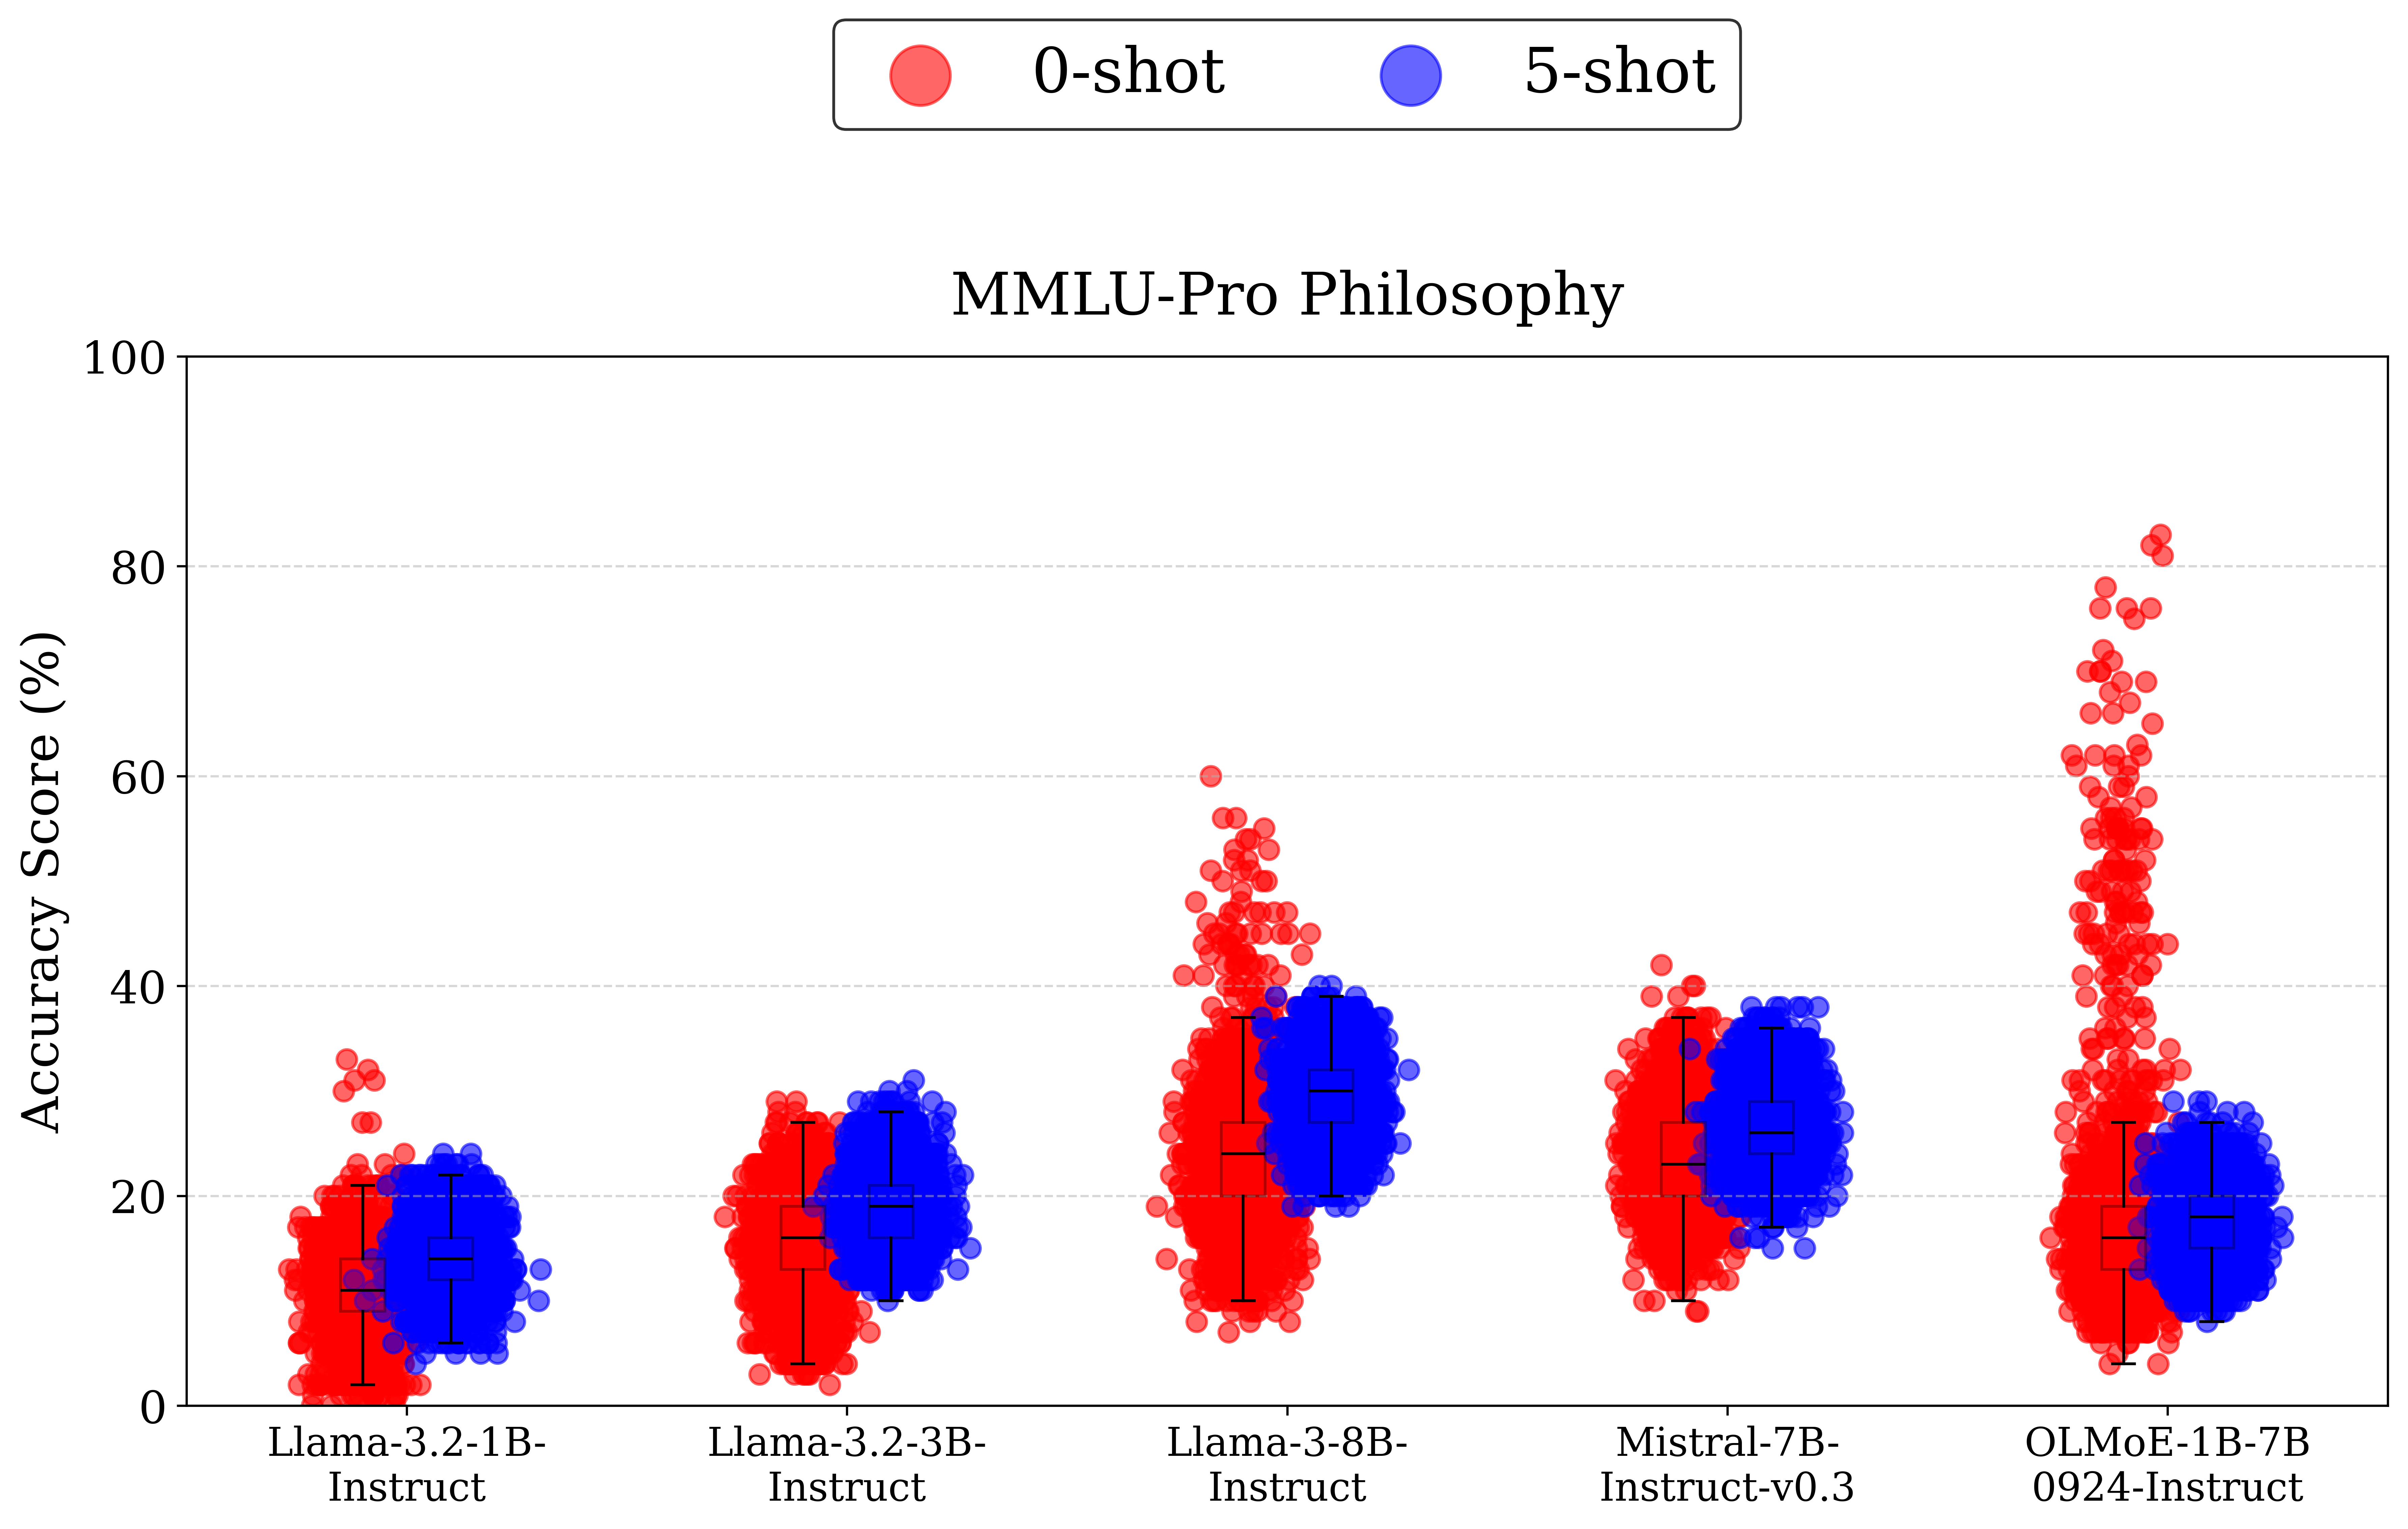 0-shot 5-shot
MMLU-Pro Philosophy
Accuracy Score (%)
100
80
60
40
20
0
Llama-3.2-1B-
Instruct
Llama-3.2-3B-
Instruct
Llama-3-8B-
Instruct
Mistral-7B-
Instruct-v0.3
OLMoE-1B-7B
0924-Instruct